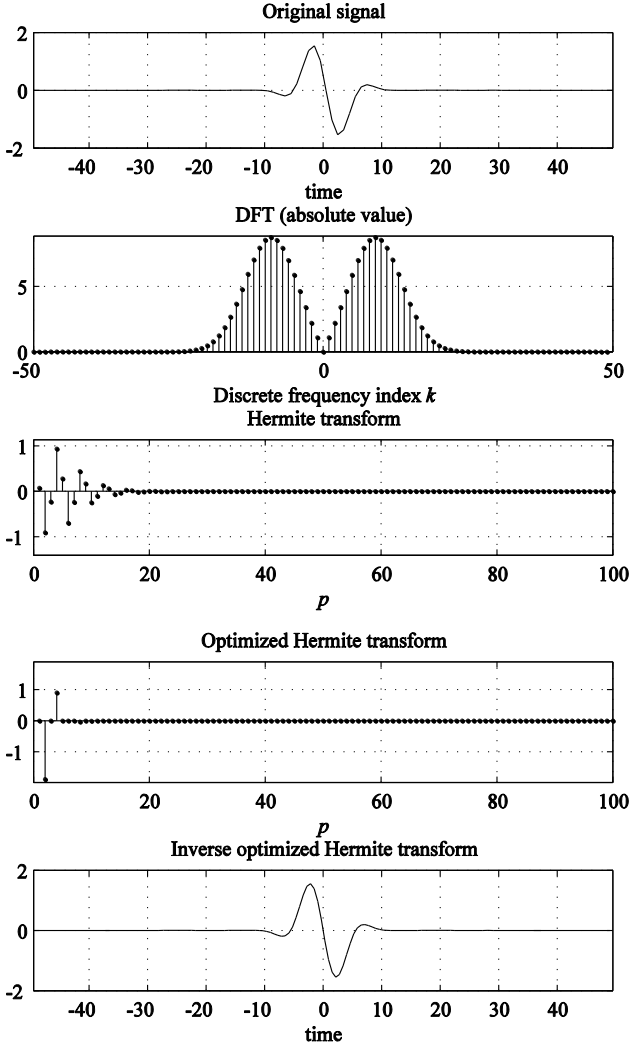 Original signal
2
0
-2
-40 -30 -20 -10 0 10 20 30 40
time
DFT (absolute value)
5
0
-50 0 50
Discrete frequency index k
Hermite transform
1
0
-1
0 20 40 60 80 100
p
Optimized Hermite transform
1
0
-1
0 20 40 60 80 100
p
Inverse optimized Hermite transform
2
0
-2
-40 -30 -20 -10 0 10 20 30 40
time